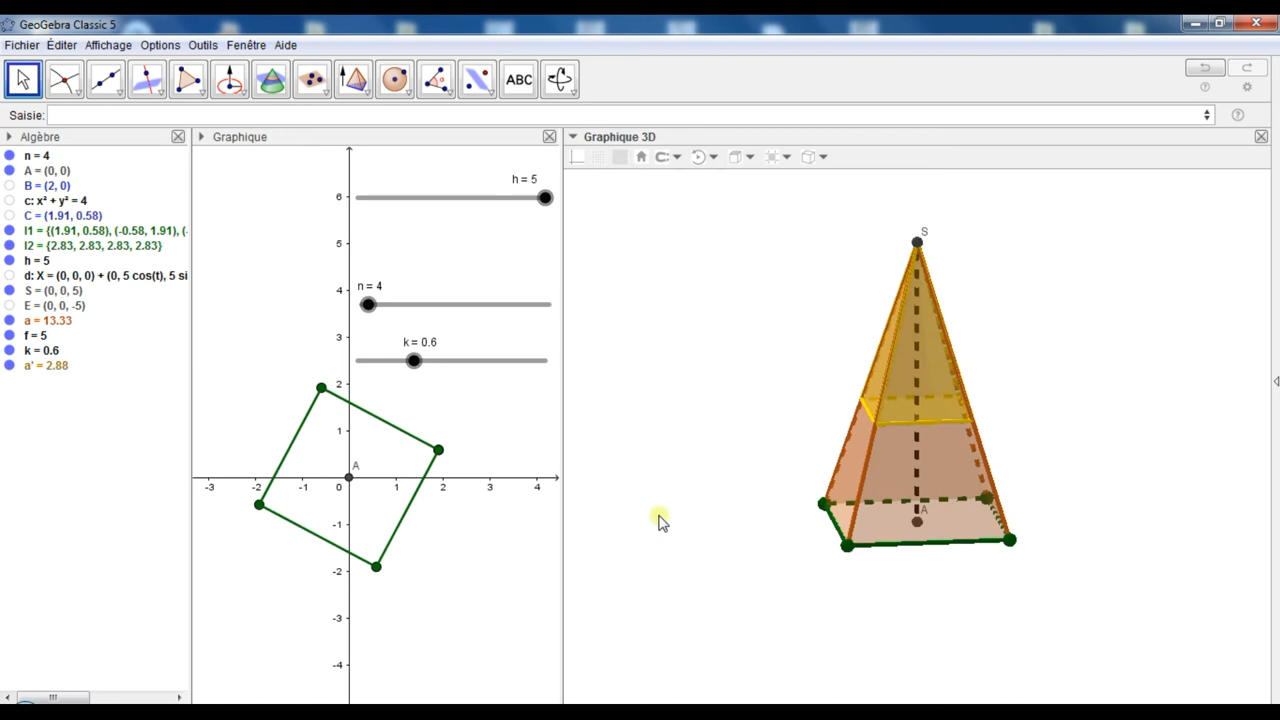 GeoGebra Classic 5
Fichier Éditer Affichage Options Outils Fenêtre Aide
ABC
Saisie:
Algèbre
n = 4
A = (0, 0)
B = (2, 0)
c: x² + y² = 4
C = (1.91, 0.58)
l1 = {(1.91, 0.58), (-0.58, 1.91), (-
l2 = {2.83, 2.83, 2.83, 2.83}
h = 5
d: X = (0, 0, 0) + (0, 5 cos(t), 5 si
S = (0, 0, 5)
E = (0, 0, -5)
a = 13.33
f = 5
k = 0.6
a' = 2.88
Graphique
h = 5
n = 4
k = 0.6
6
5
4
3
2
1
-1
-2
-3
-4
-3 -2 -1 0 1 2 3 4
A
Graphique 3D
S
A